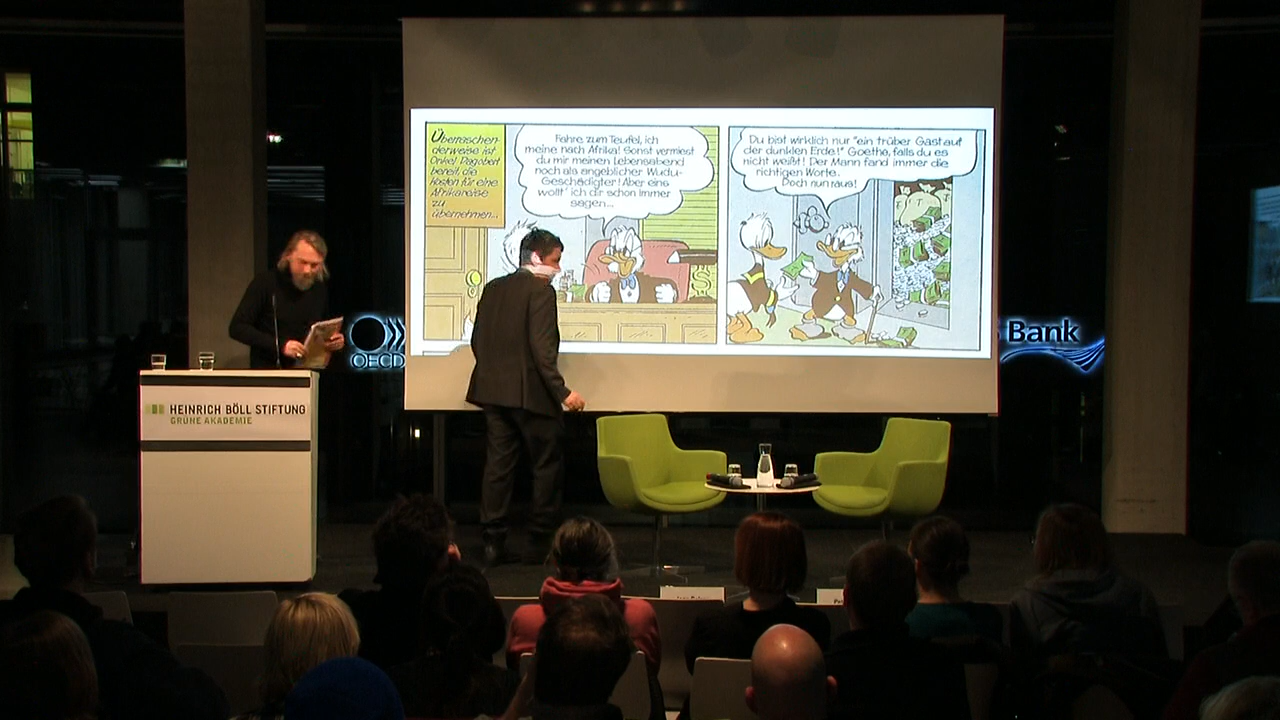 Überraschen-
derweise ist
Onkel Dagobert
bereit, die
Kosten für eine
Afrikareise
zu
übernehmen...
Fahre zum Teufel, ich
meine nach Afrika! Sonst vermiest
du mir meinen Lebensabend
noch als angeblicher Wudu-
Geschädigter! Aber eins
wollt' ich dir schon immer
sagen...
Du bist wirklich nur "ein trüber Gast auf
der dunklen Erde!" Goethe, falls du es
nicht weißt! Der Mann fand immer die
richtigen Worte.
Doch nun raus!
$
OECD
Bank
HEINRICH BÖLL STIFTUNG
GRÜNE AKADEMIE